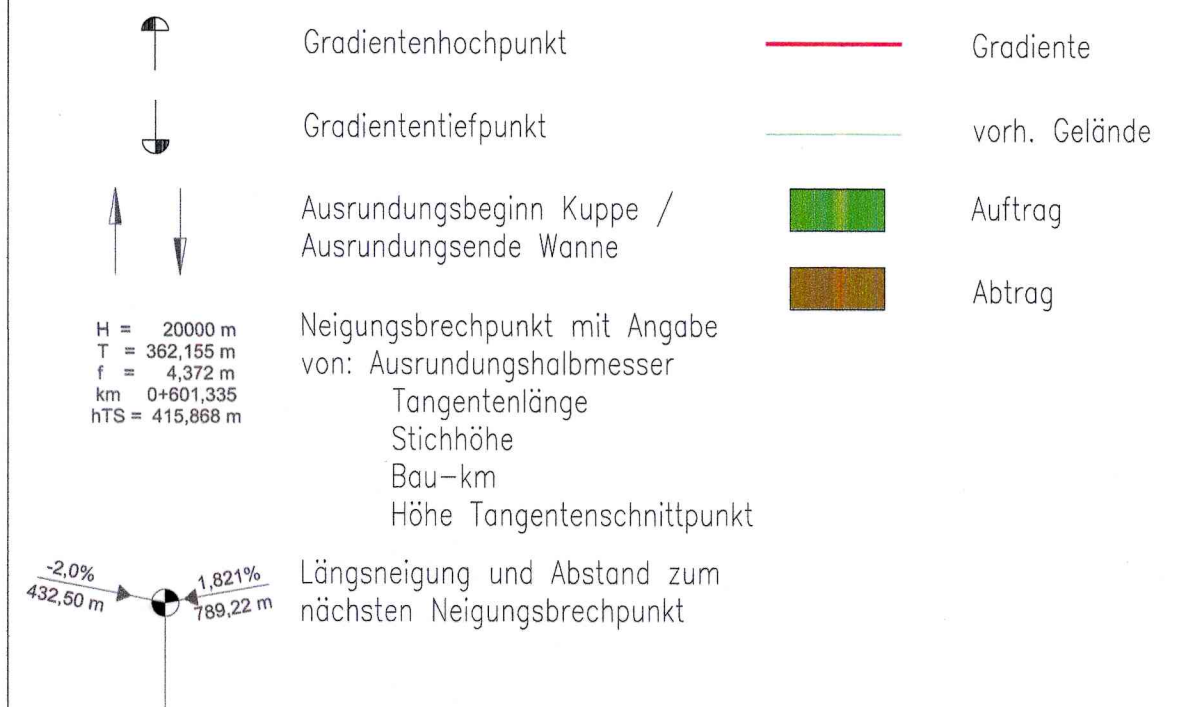 Gradientenhochpunkt
Gradiententiefpunkt
Ausrundungsbeginn Kuppe /
Ausrundungsende Wanne
H = 20000 m
T = 362,155 m
f = 4,372 m
km 0+601,335
hTS = 415,868 m
Neigungsbrechpunkt mit Angabe
von: Ausrundungshalbmesser
Tangentenlänge
Stichhöhe
Bau-km
Höhe Tangentenschnittpunkt
-2,0%
432,50 m
1,821%
789,22 m
Längsneigung und Abstand zum
nächsten Neigungsbrechpunkt
Gradiente
vorh. Gelände
Auftrag
Abtrag